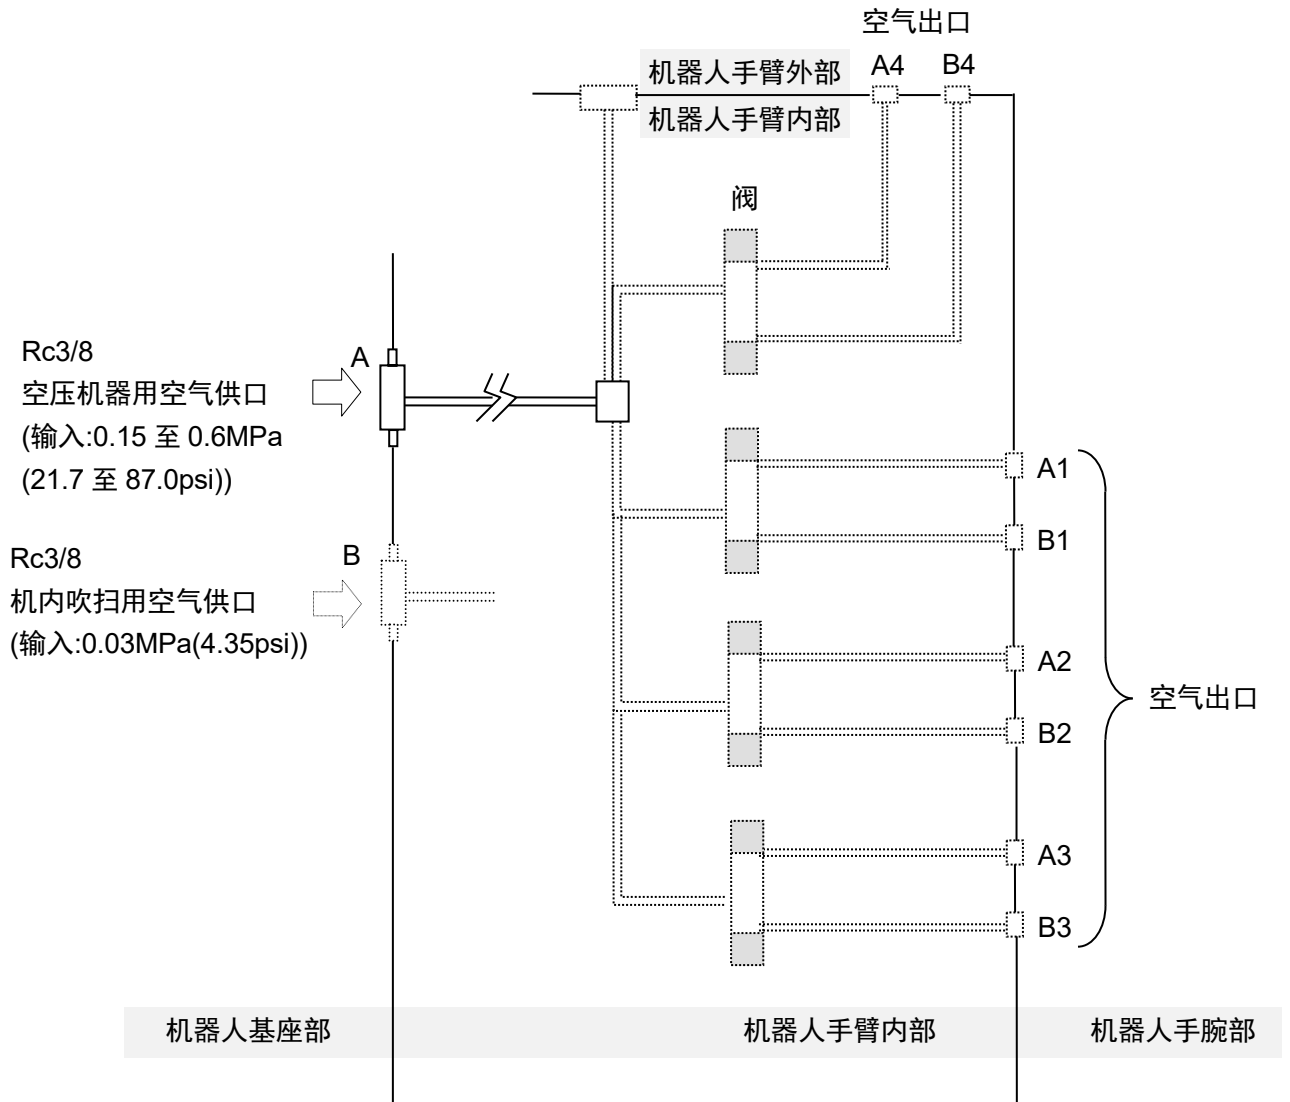 空气出口
A4
B4
机器人手臂外部
机器人手臂内部
阀
Rc3/8
A
空压机器用空气供口
(输入:0.15 至 0.6MPa
(21.7 至 87.0psi))
A1
B1
Rc3/8
B
机内吹扫用空气供口
(输入:0.03MPa(4.35psi))
A2
空气出口
B2
A3
B3
机器人基座部
机器人手臂内部
机器人手腕部